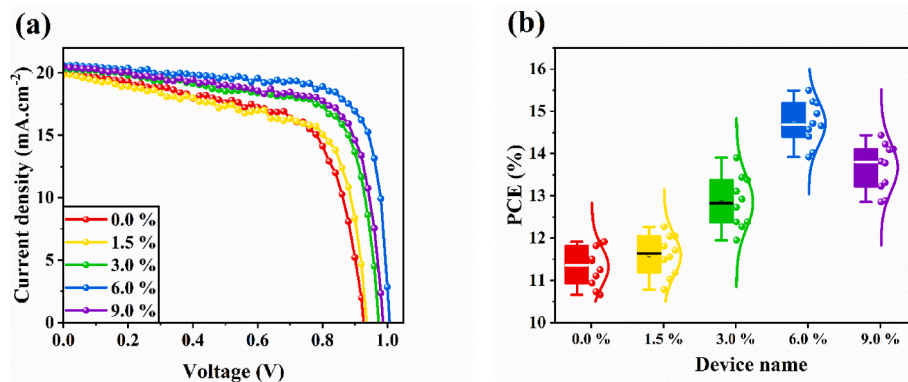 (a)
Current density (mA.cm⁻²)
20
15
10
5
0
0.0 %
1.5 %
3.0 %
6.0 %
9.0 %
0.0 0.2 0.4 0.6 0.8 1.0
Voltage (V)
(b)
PCE (%)
16
15
14
13
12
11
10
0.0 % 1.5 % 3.0 % 6.0 % 9.0 %
Device name